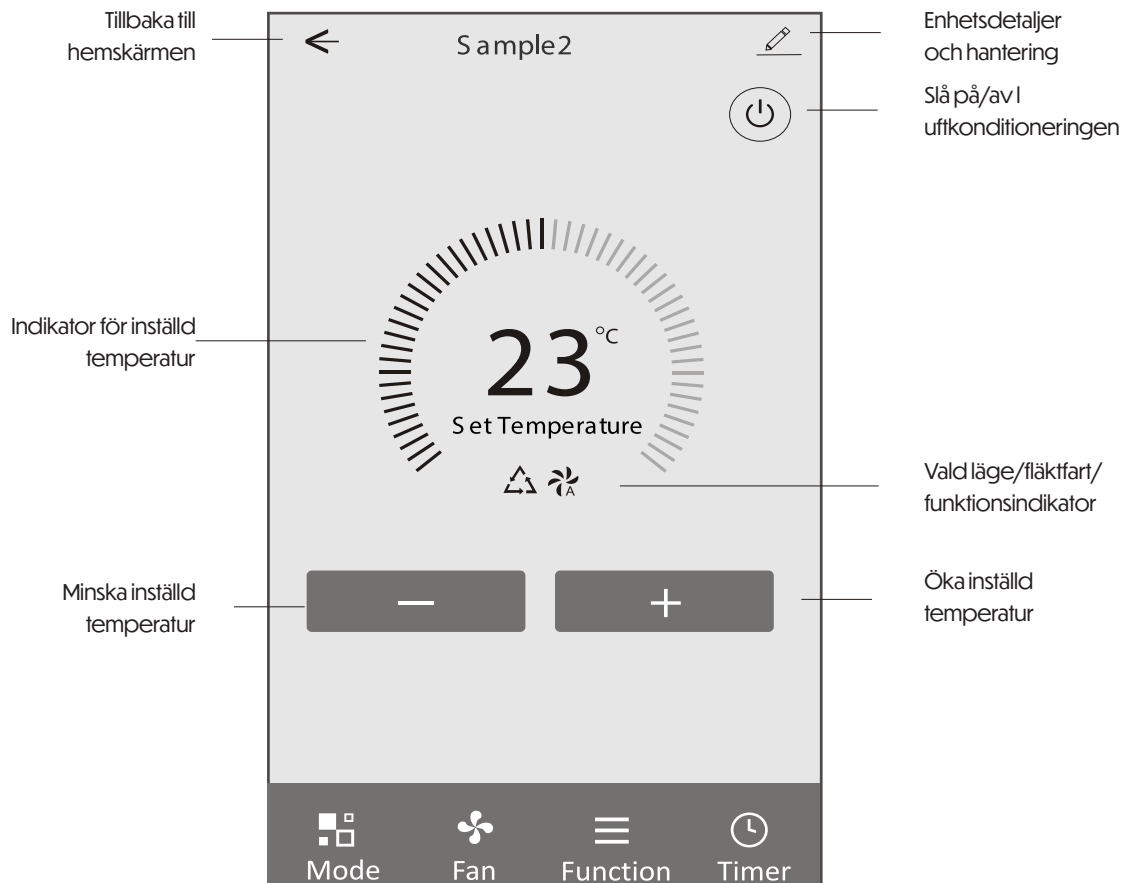 Tillbaka till
hemskärmen
Sample2
Enhetsdetaljer
och hantering
Slå på/av l
uftkonditioneringen
Indikator för inställd
temperatur
23°C
Set Temperature
A
Vald läge/fläktfart/
funktionsindikator
Minska inställd
temperatur
−
+
Öka inställd
temperatur
Mode Fan Function Timer